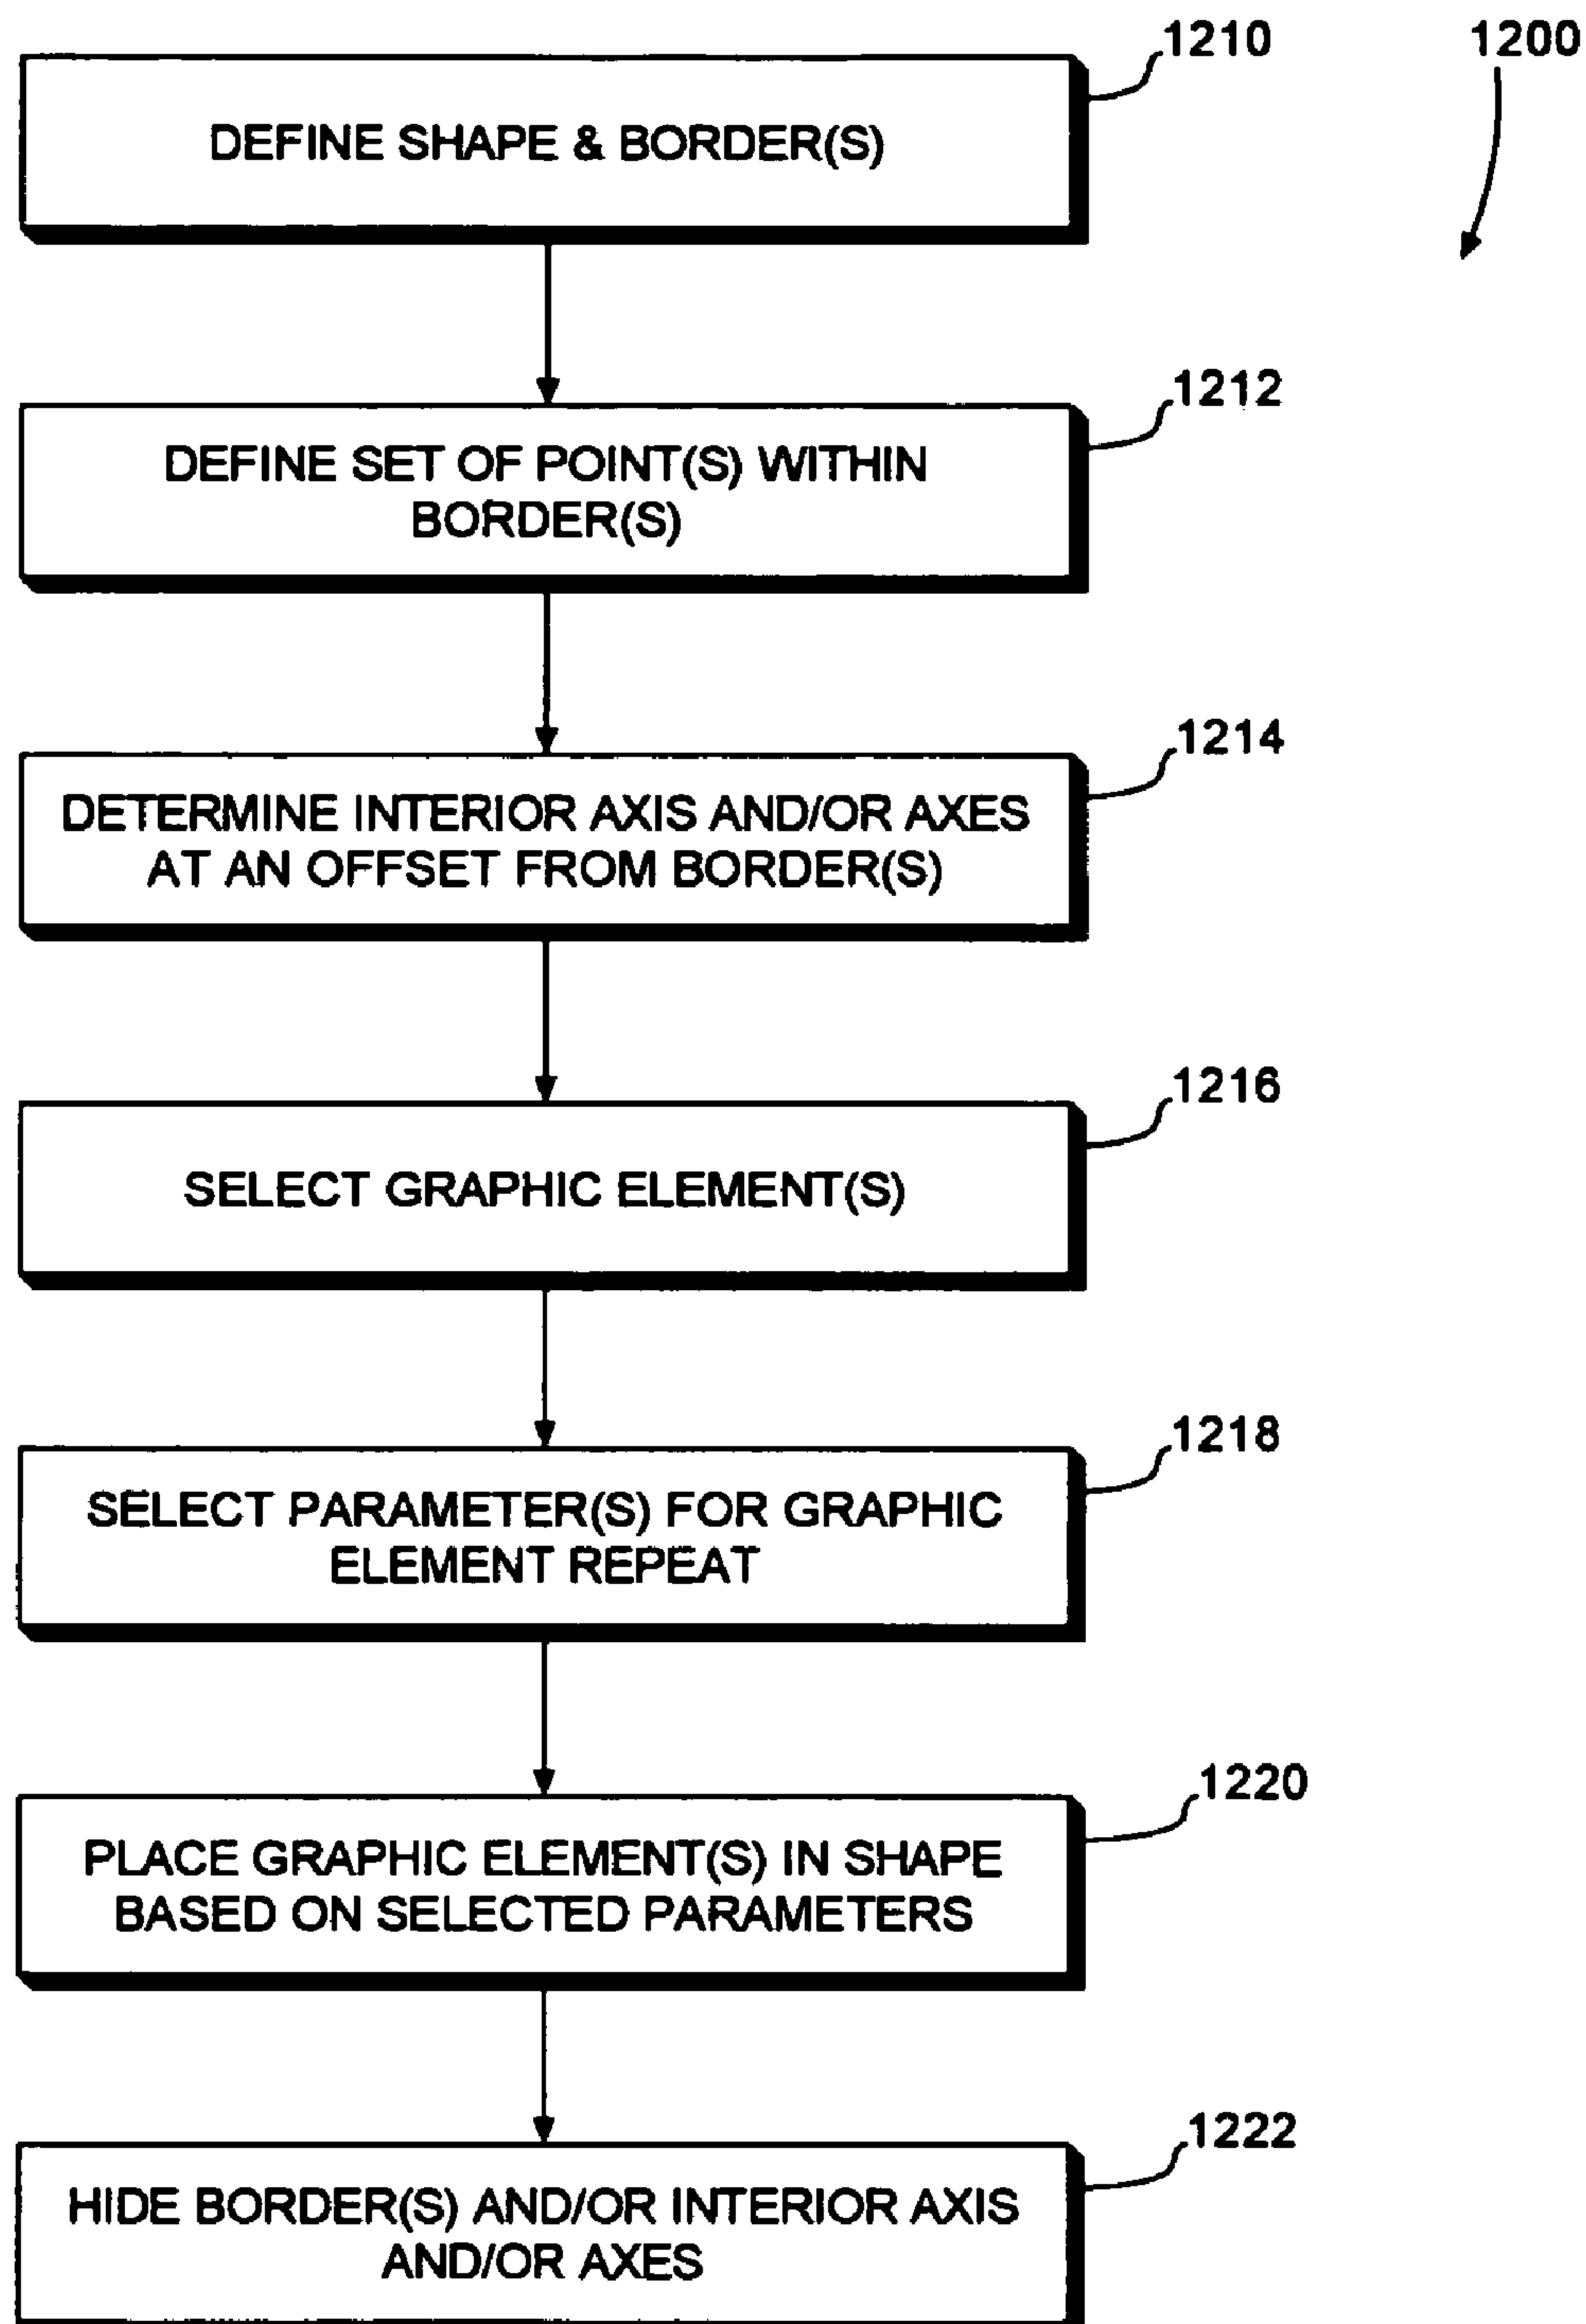 1210
1200
DEFINE SHAPE & BORDER(S)
1212
DEFINE SET OF POINT(S) WITHIN
BORDER(S)
1214
DETERMINE INTERIOR AXIS AND/OR AXES
AT AN OFFSET FROM BORDER(S)
1216
SELECT GRAPHIC ELEMENT(S)
1218
SELECT PARAMETER(S) FOR GRAPHIC
ELEMENT REPEAT
1220
PLACE GRAPHIC ELEMENT(S) IN SHAPE
BASED ON SELECTED PARAMETERS
1222
HIDE BORDER(S) AND/OR INTERIOR AXIS
AND/OR AXES